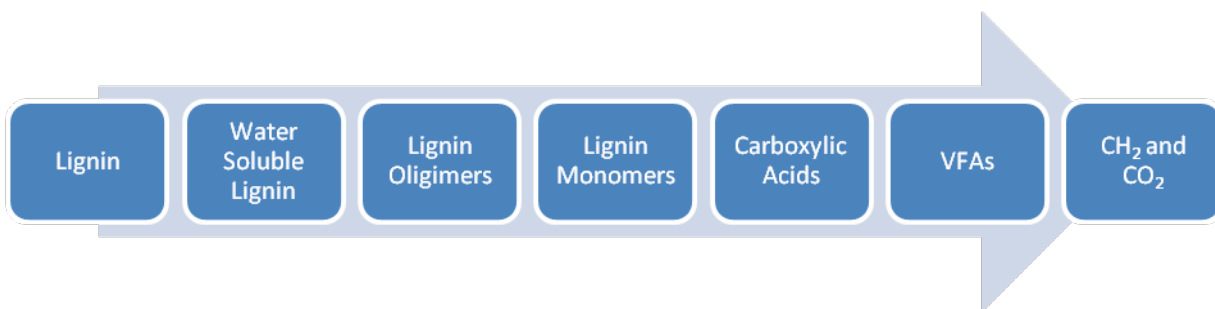 Lignin
Water
Soluble
Lignin
Lignin
Oligimers
Lignin
Monomers
Carboxylic
Acids
VFAs
CH₂ and
CO₂